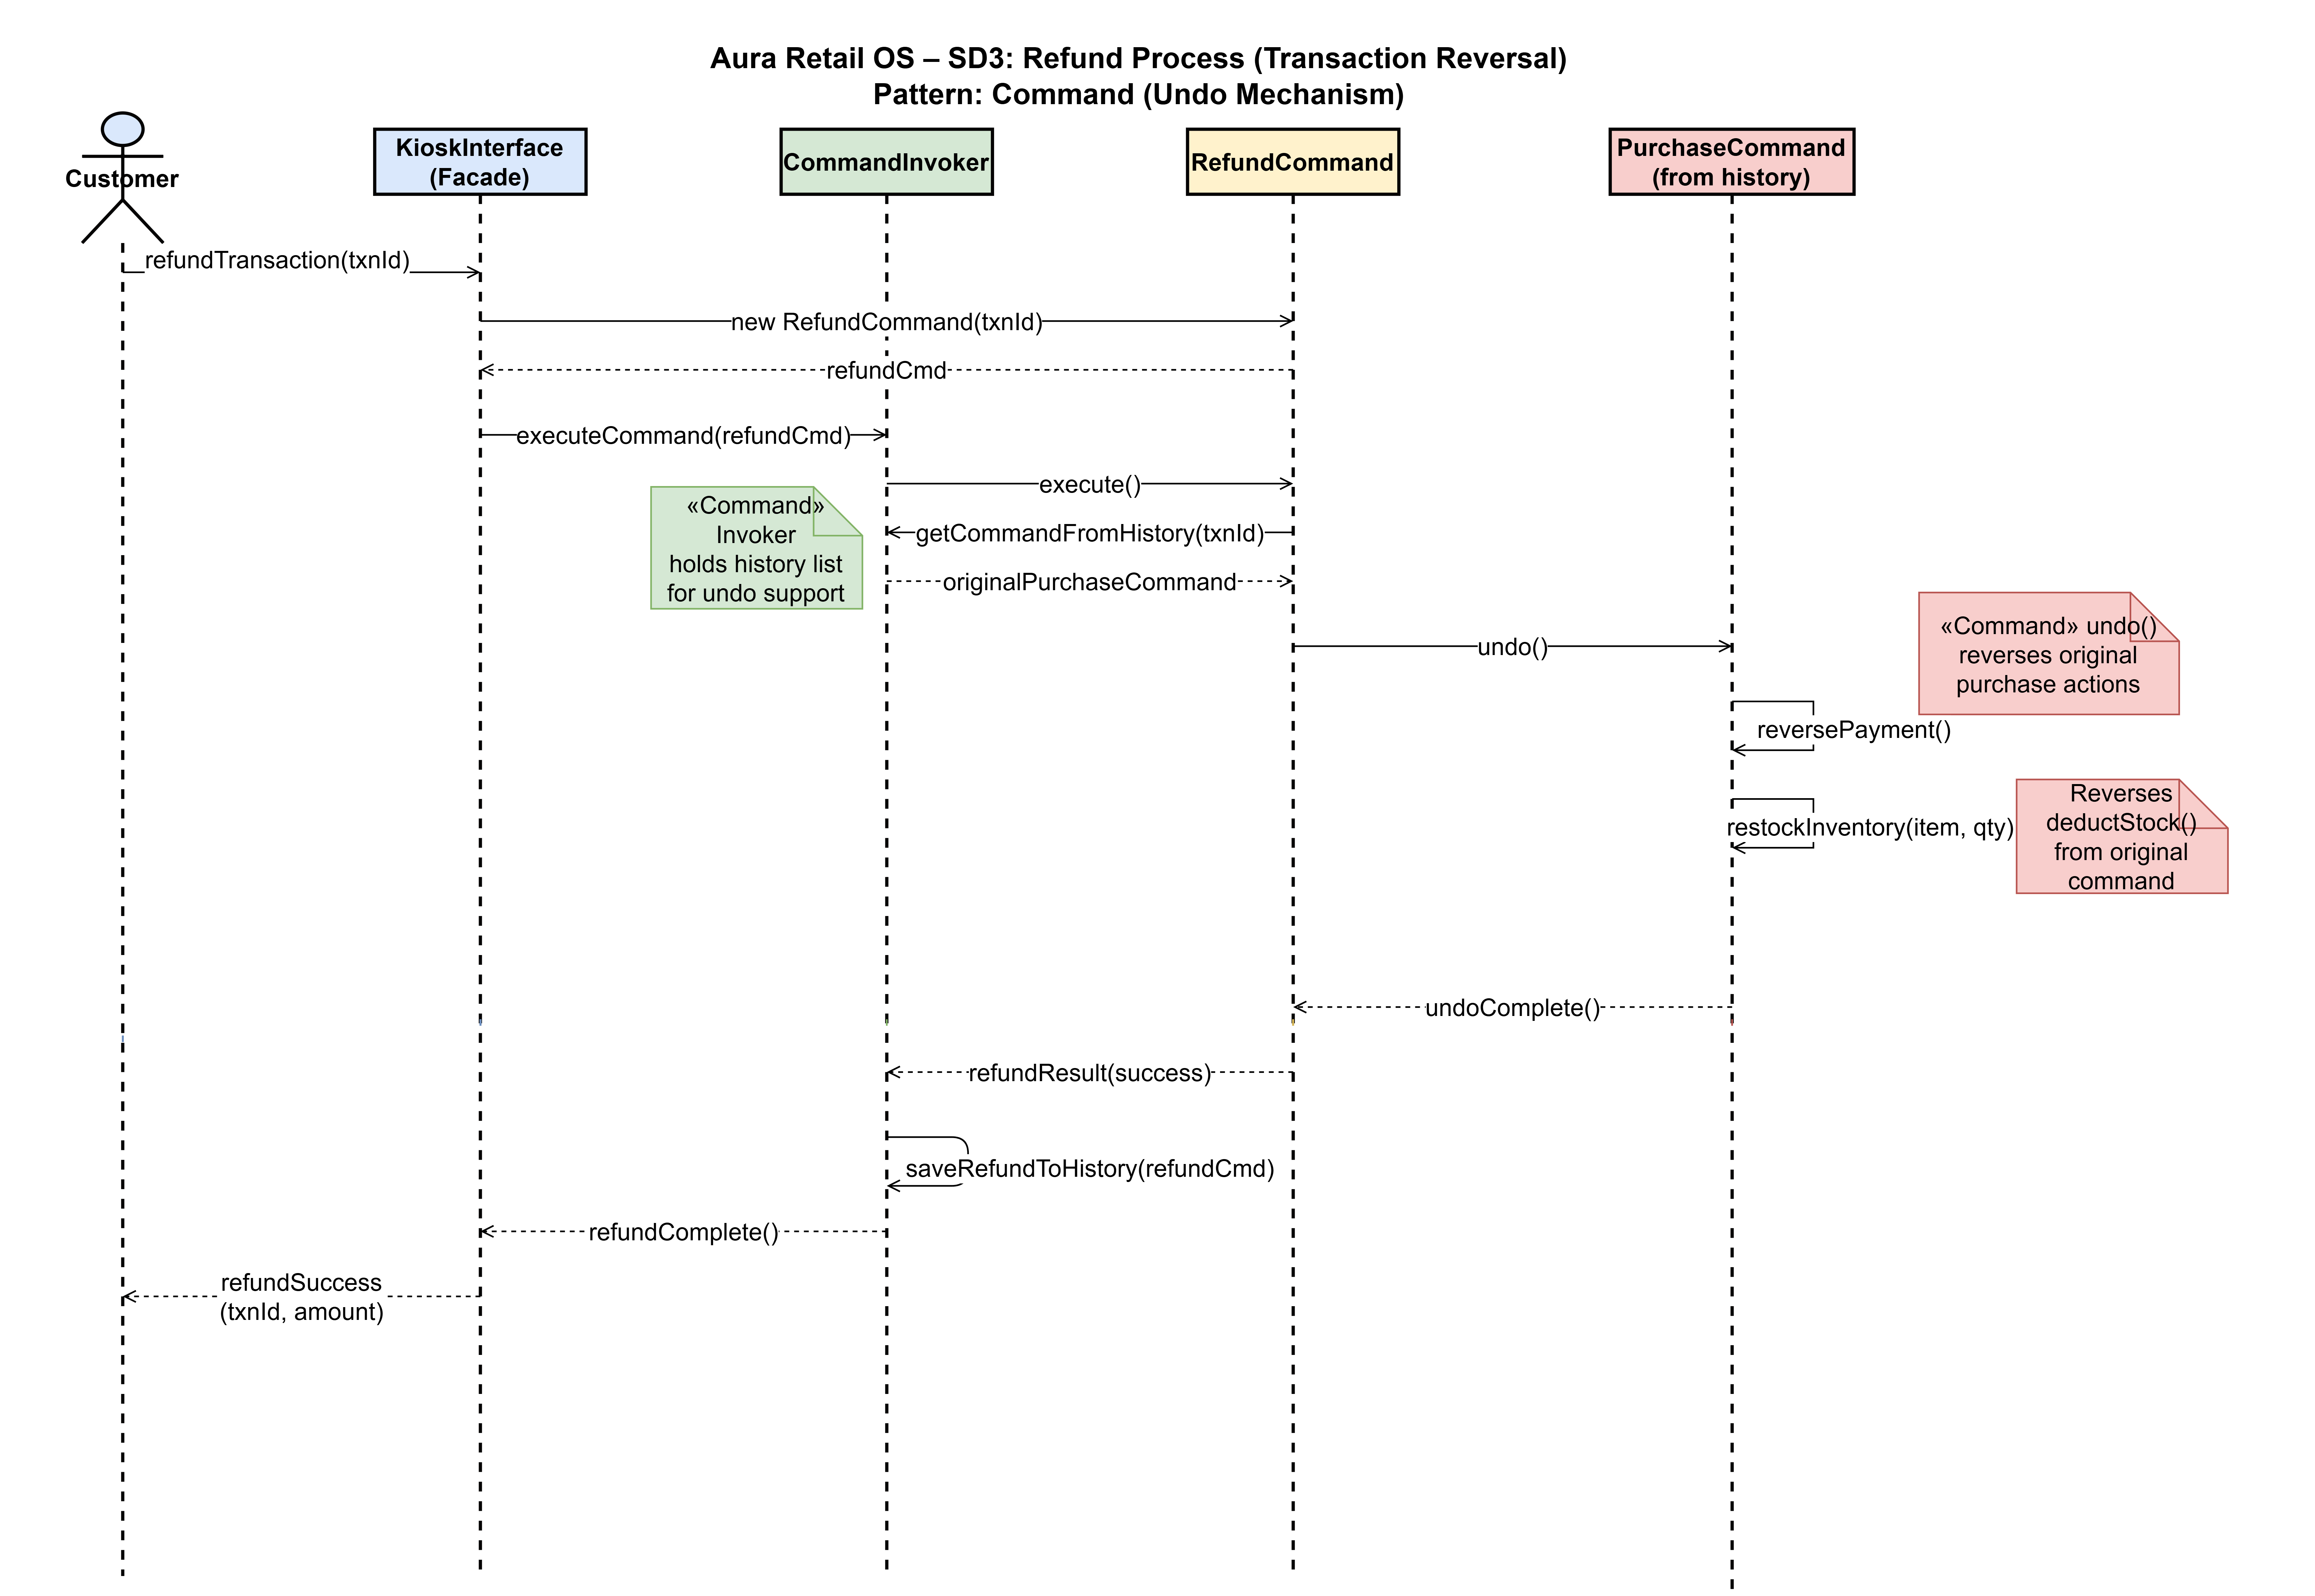 Aura Retail OS – SD3: Refund Process (Transaction Reversal)
Pattern: Command (Undo Mechanism)
Customer
KioskInterface
(Facade)
CommandInvoker
RefundCommand
PurchaseCommand
(from history)
refundTransaction(txnId)
new RefundCommand(txnId)
refundCmd
executeCommand(refundCmd)
execute()
«Command»
Invoker
holds history list
for undo support
getCommandFromHistory(txnId)
originalPurchaseCommand
undo()
«Command» undo()
reverses original
purchase actions
reversePayment()
restockInventory(item, qty)
Reverses
deductStock()
from original
command
undoComplete()
refundResult(success)
saveRefundToHistory(refundCmd)
refundComplete()
refundSuccess
(txnId, amount)